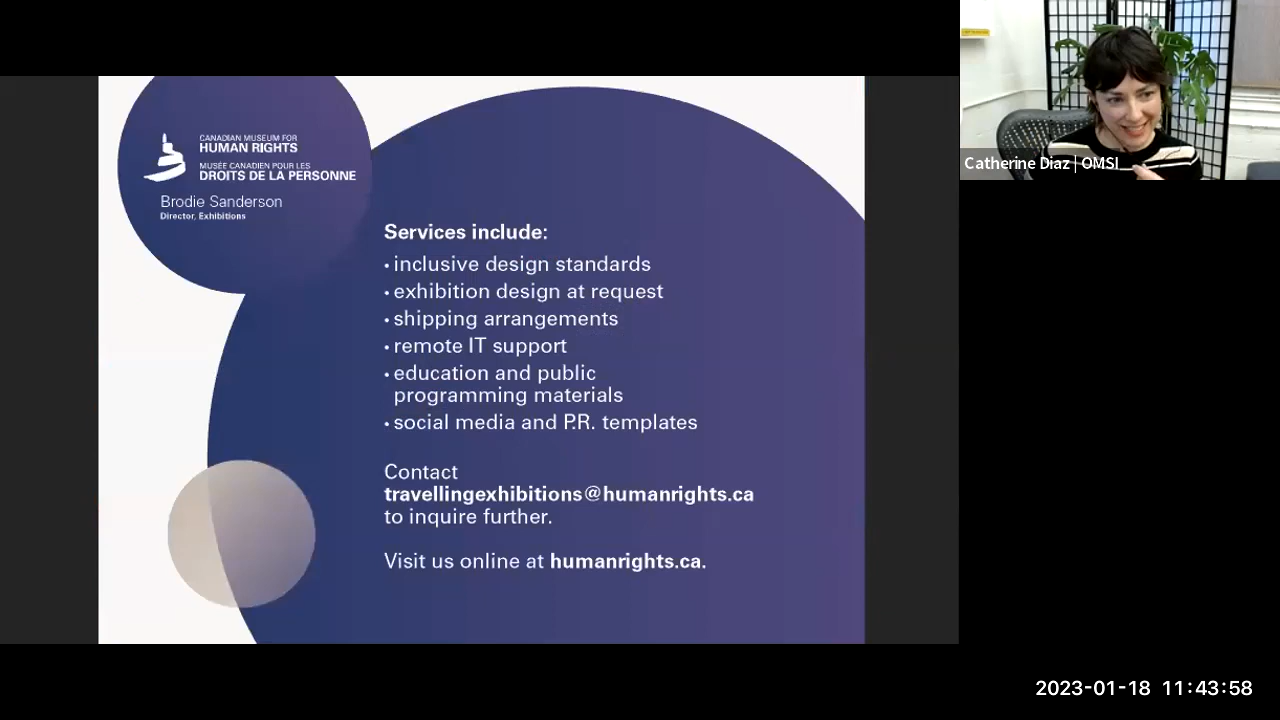 CANADIAN MUSEUM FOR
HUMAN RIGHTS
MUSÉE CANADIEN POUR LES
DROITS DE LA PERSONNE
Brodie Sanderson
Director, Exhibitions
Services include:
• inclusive design standards
• exhibition design at request
• shipping arrangements
• remote IT support
• education and public
programming materials
• social media and P.R. templates
Contact
travellingexhibitions@humanrights.ca
to inquire further.
Visit us online at humanrights.ca.
Catherine Diaz | OMSI
2023-01-18 11:43:58